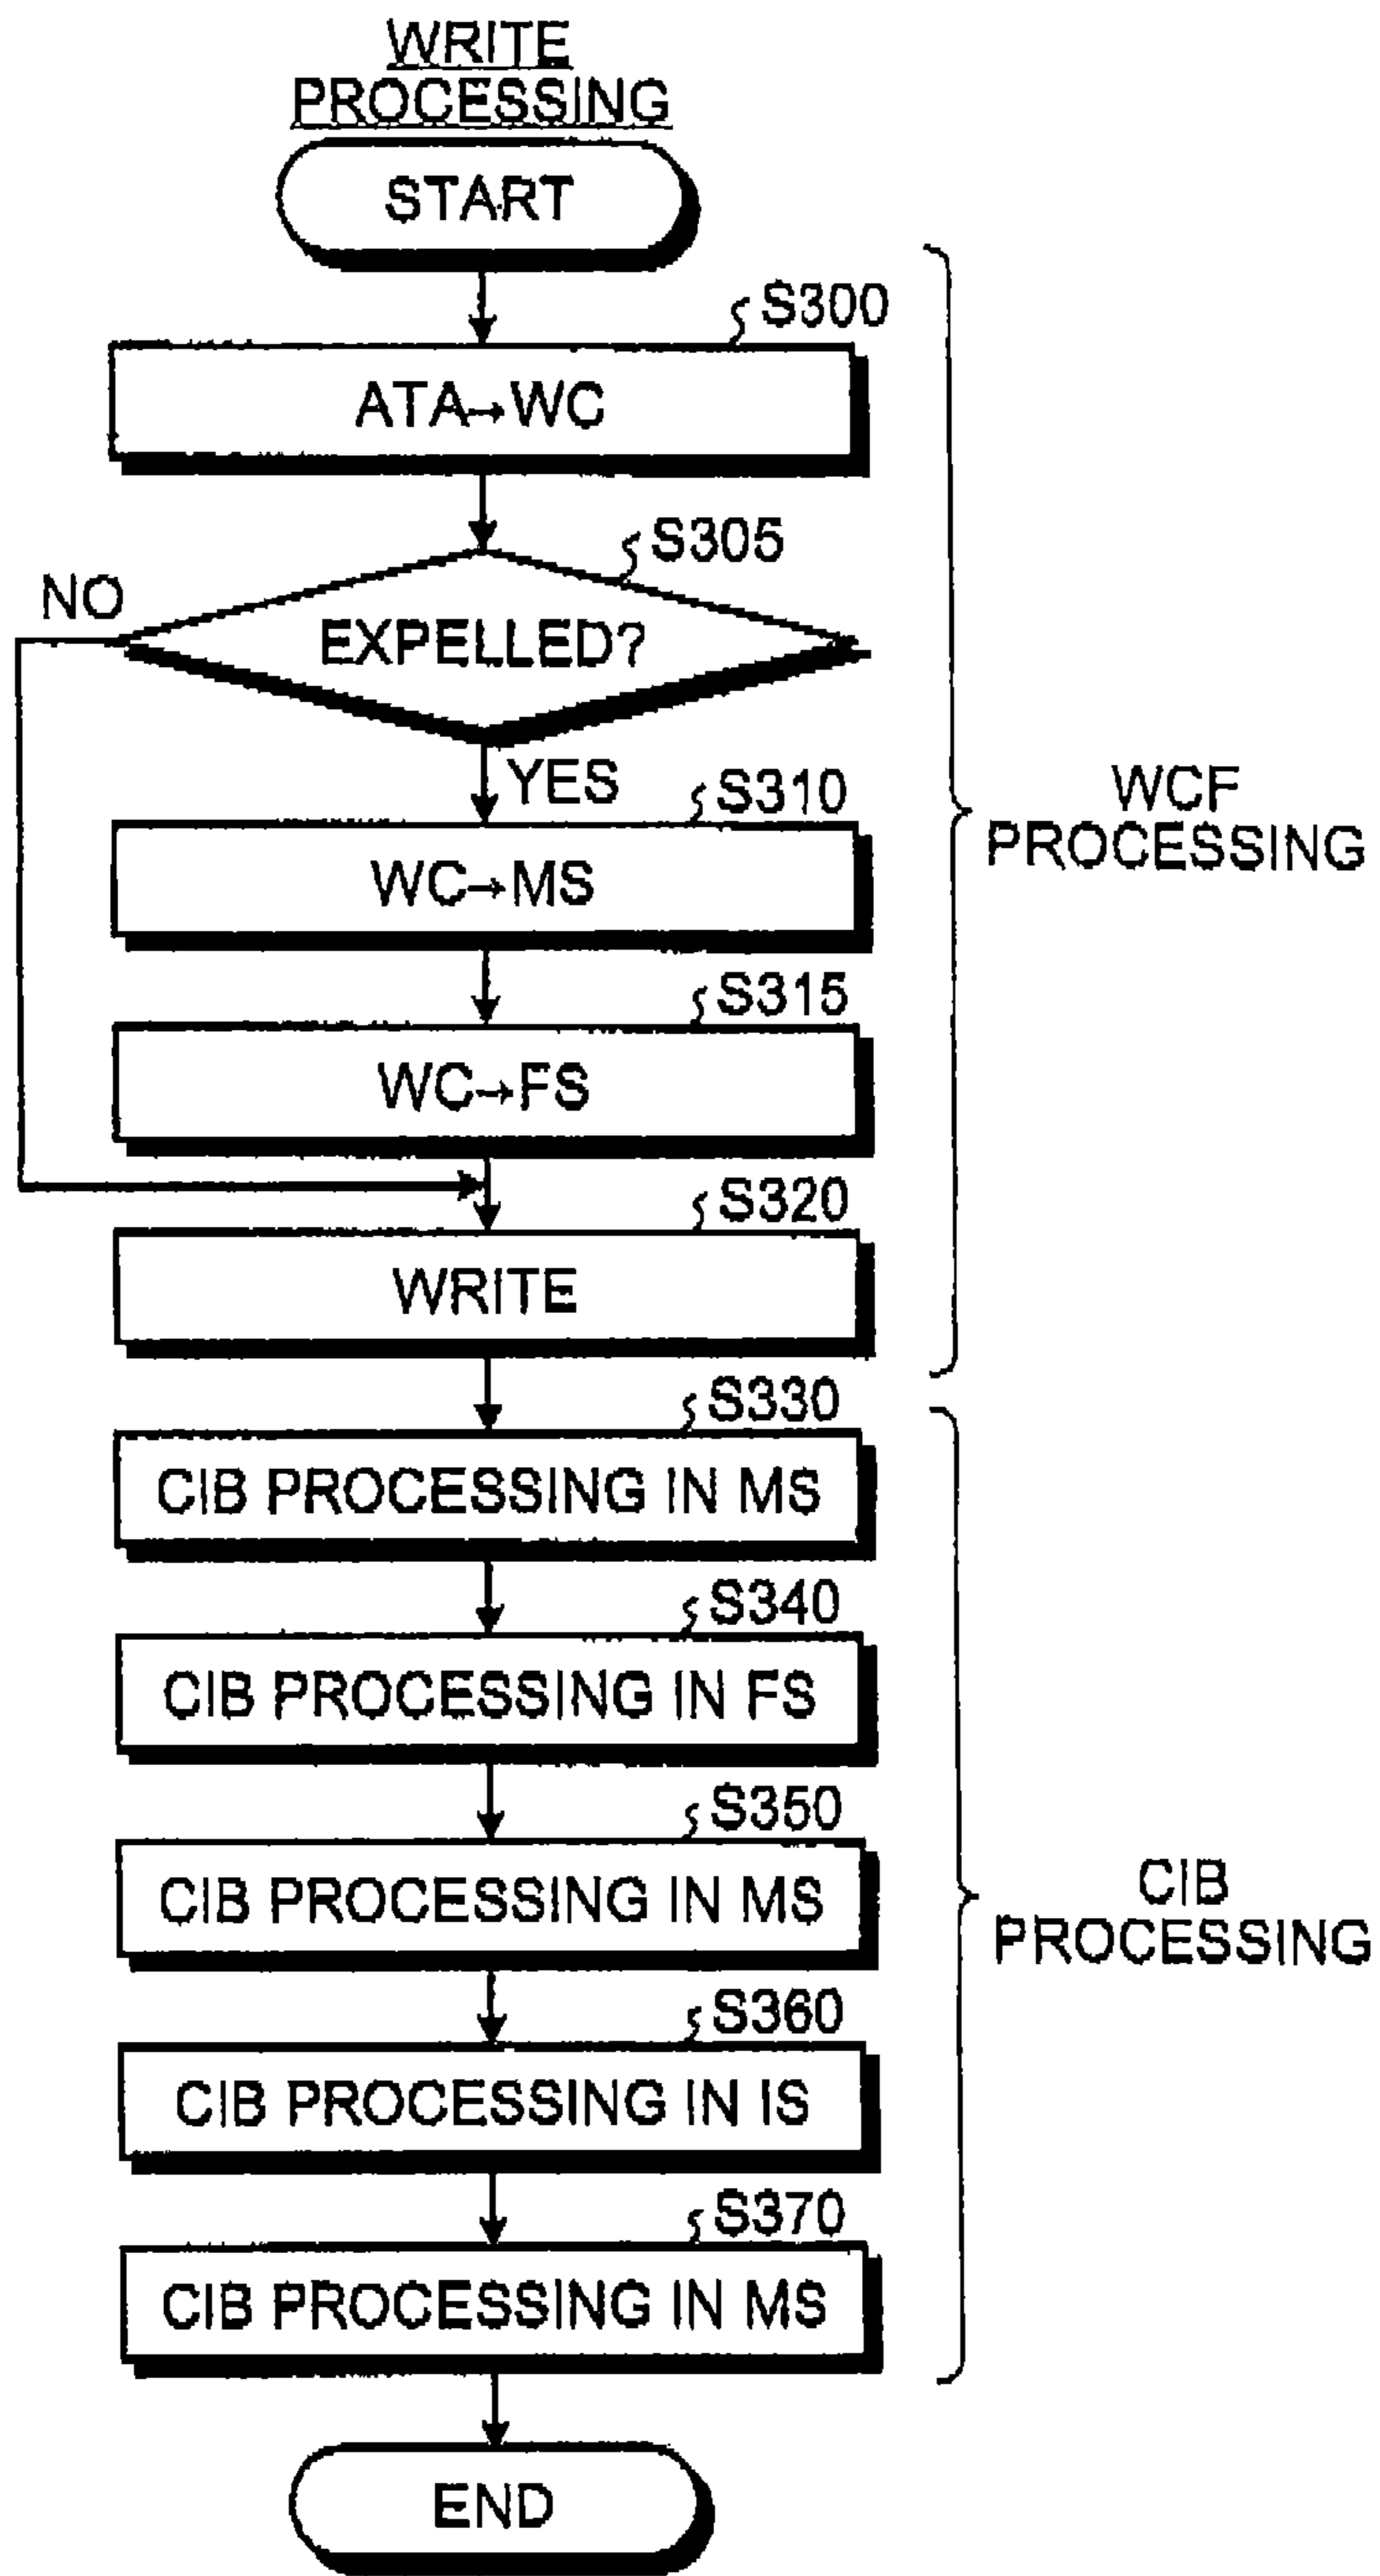 WRITE
PROCESSING
START
S300
ATA→WC
S305
NO
EXPELLED?
YES
S310
WC→MS
WCF
PROCESSING
S315
WC→FS
S320
WRITE
S330
CIB PROCESSING IN MS
S340
CIB PROCESSING IN FS
S350
CIB PROCESSING IN MS
CIB
PROCESSING
S360
CIB PROCESSING IN IS
S370
CIB PROCESSING IN MS
END